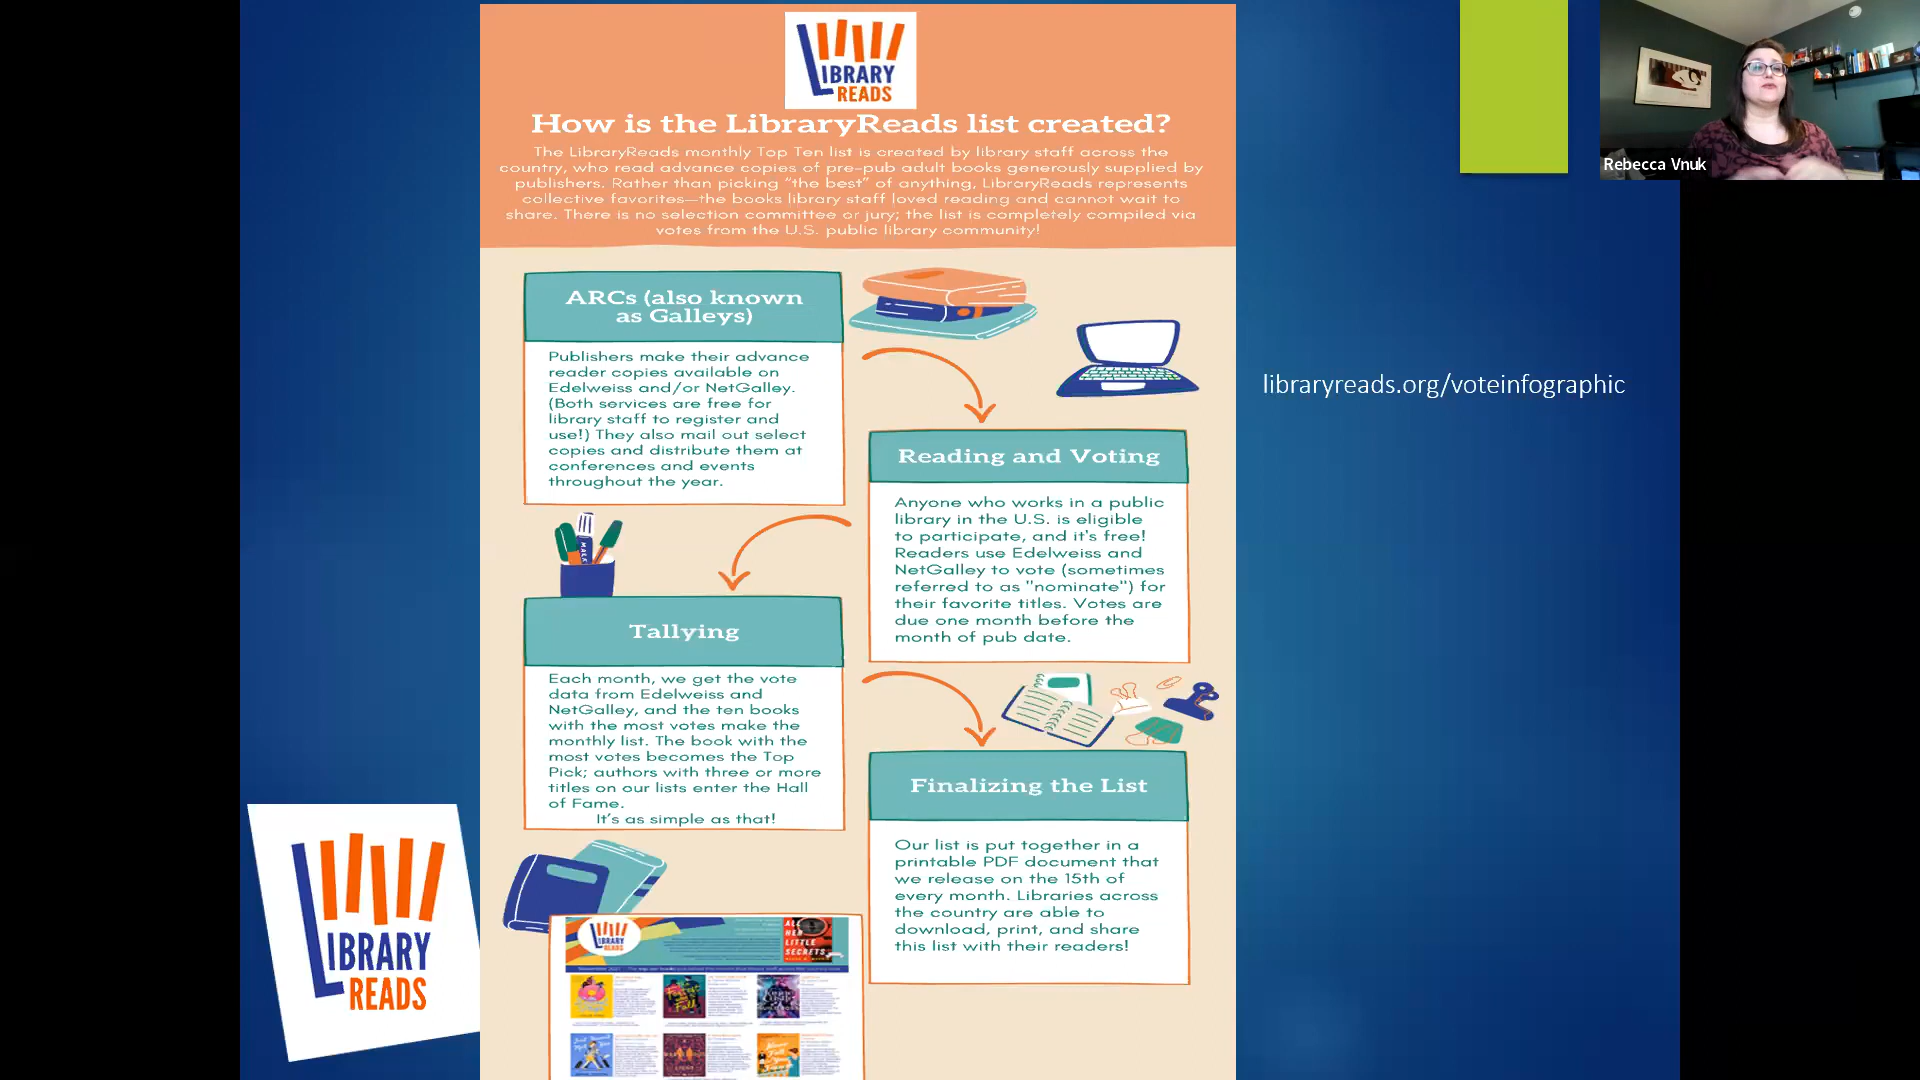 LIBRARY
READS
How is the LibraryReads list created?
The LibraryReads monthly Top Ten list is created by library staff across the
country, who read advance copies of pre-pub adult books generously supplied by
publishers. Rather than picking “the best” of anything, LibraryReads represents
collective favorites—the books library staff loved reading and cannot wait to
share. There is no selection committee or jury; the list is completely compiled via
votes from the U.S. public library community!
Rebecca Vnuk
ARCs (also known
as Galleys)
Publishers make their advance
reader copies available on
Edelweiss and/or NetGalley.
(Both services are free for
library staff to register and
use!) They also mail out select
copies and distribute them at
conferences and events
throughout the year.
libraryreads.org/voteinfographic
Reading and Voting
Anyone who works in a public
library in the U.S. is eligible
to participate, and it's free!
Readers use Edelweiss and
NetGalley to vote (sometimes
referred to as "nominate") for
their favorite titles. Votes are
due one month before the
month of pub date.
Tallying
Each month, we get the vote
data from Edelweiss and
NetGalley, and the ten books
with the most votes make the
monthly list. The book with the
most votes becomes the Top
Pick; authors with three or more
titles on our lists enter the Hall
of Fame.
It's as simple as that!
Finalizing the List
Our list is put together in a
printable PDF document that
we release on the 15th of
every month. Libraries across
the country are able to
download, print, and share
this list with their readers!
LIBRARY
READS
LIBRARY
READS
ALL
HER
LITTLE
SECRETS